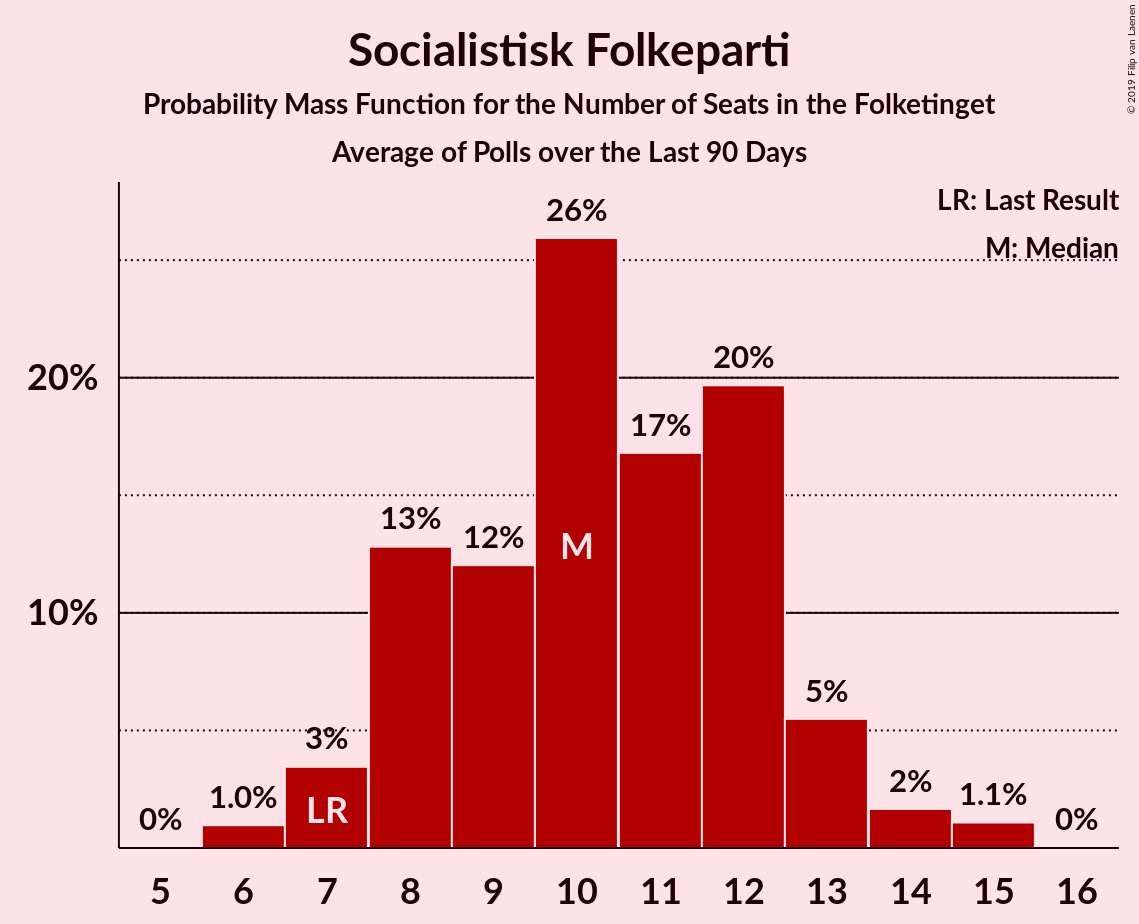 Socialistisk Folkeparti
Probability Mass Function for the Number of Seats in the Folketinget
Average of Polls over the Last 90 Days
© 2019 Filip van Laenen
LR: Last Result
M: Median
26%
20%
20%
17%
13%
12%
M
10%
5%
3%
2%
1.0%
1.1%
LR
0%
0%
5 6 7 8 9 10 11 12 13 14 15 16